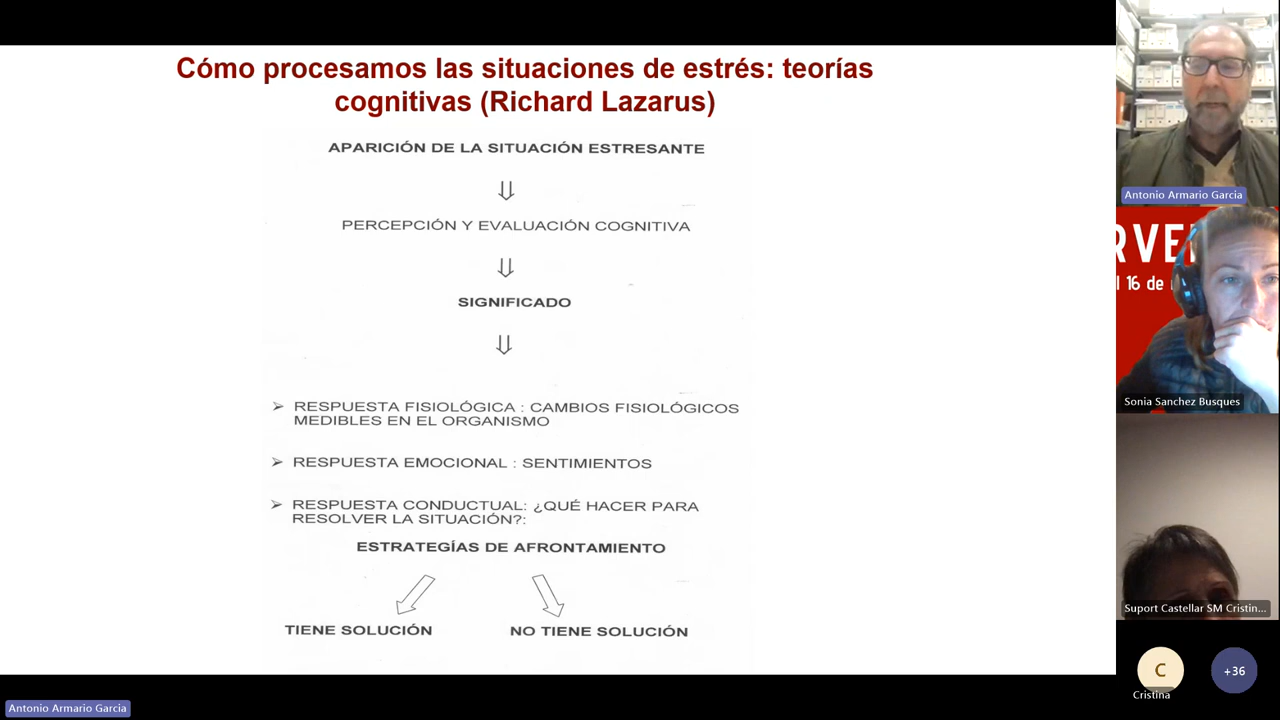 Cómo procesamos las situaciones de estrés: teorías
cognitivas (Richard Lazarus)
APARICIÓN DE LA SITUACIÓN ESTRESANTE
PERCEPCIÓN Y EVALUACIÓN COGNITIVA
SIGNIFICADO
RESPUESTA FISIOLÓGICA : CAMBIOS FISIOLÓGICOS
MEDIBLES EN EL ORGANISMO
RESPUESTA EMOCIONAL : SENTIMIENTOS
RESPUESTA CONDUCTUAL: ¿QUÉ HACER PARA
RESOLVER LA SITUACIÓN?:
ESTRATEGÍAS DE AFRONTAMIENTO
TIENE SOLUCIÓN
NO TIENE SOLUCIÓN
Antonio Armario Garcia
RVE
16 de
Sonia Sanchez Busques
Suport Castellar SM Cristin...
C
Cristina
+36
Antonio Armario Garcia